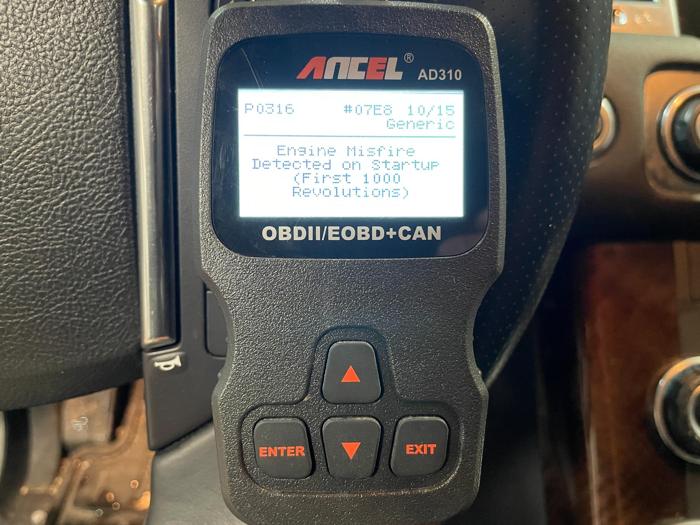 ANCEL® AD310
P0316 #07E8 10/15
Generic
Engine Misfire
Detected on Startup
(First 1000
Revolutions)
OBDII/EOBD+CAN
ENTER EXIT